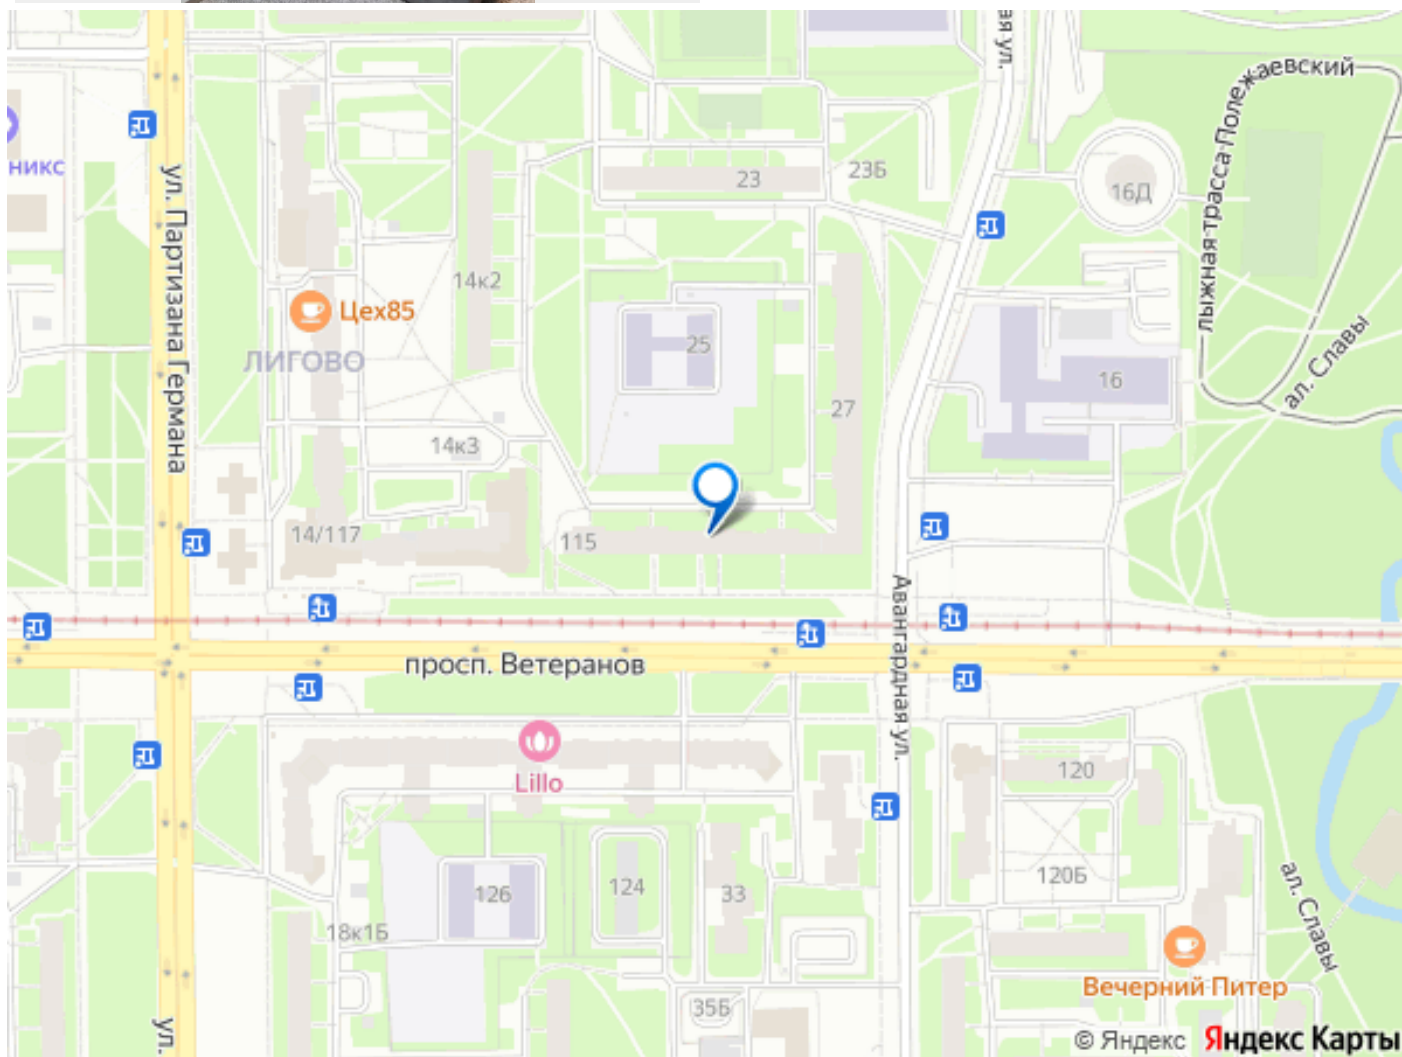 ая ул.
лыжная трасса Полежаевский
никс
ул. Партизана Германа
23
23Б
16Д
14к2
Цех85
ЛИГОВО
25
16
ал. Славы
27
14к3
14/117
115
Авангардная ул.
просп. Ветеранов
Lillo
120
126
124
33
120Б
ал. Славы
18к1Б
Вечерний Питер
35Б
ул.
© Яндекс Яндекс Карты